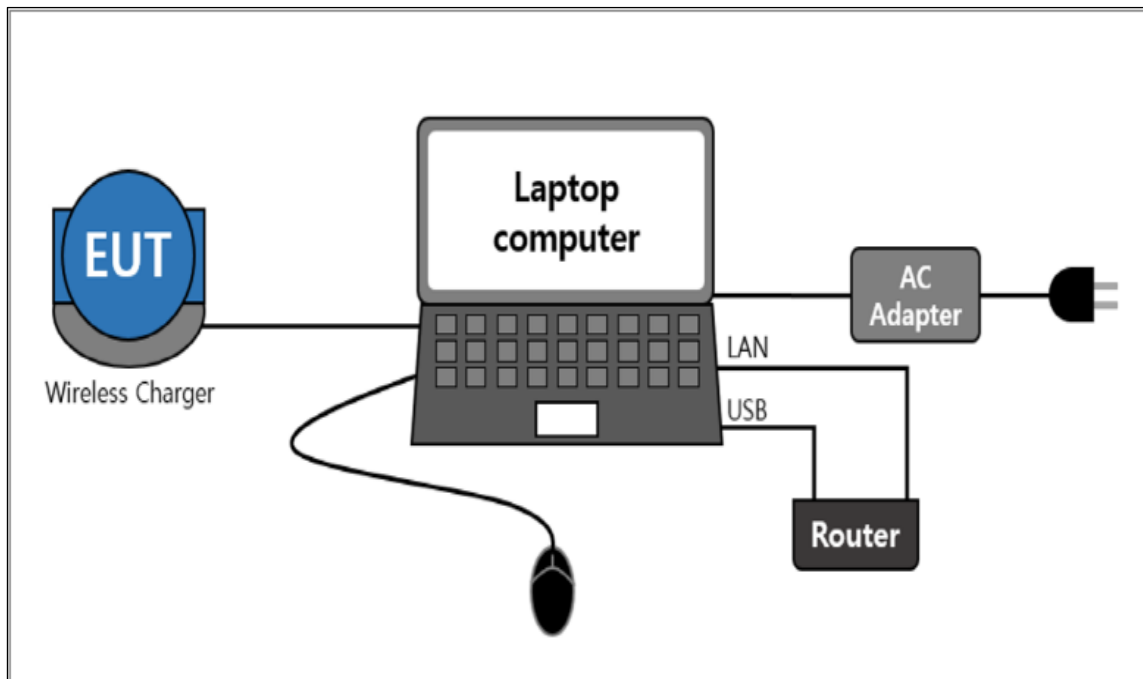 EUT
Wireless Charger
Laptop
computer
AC
Adapter
LAN
USB
Router